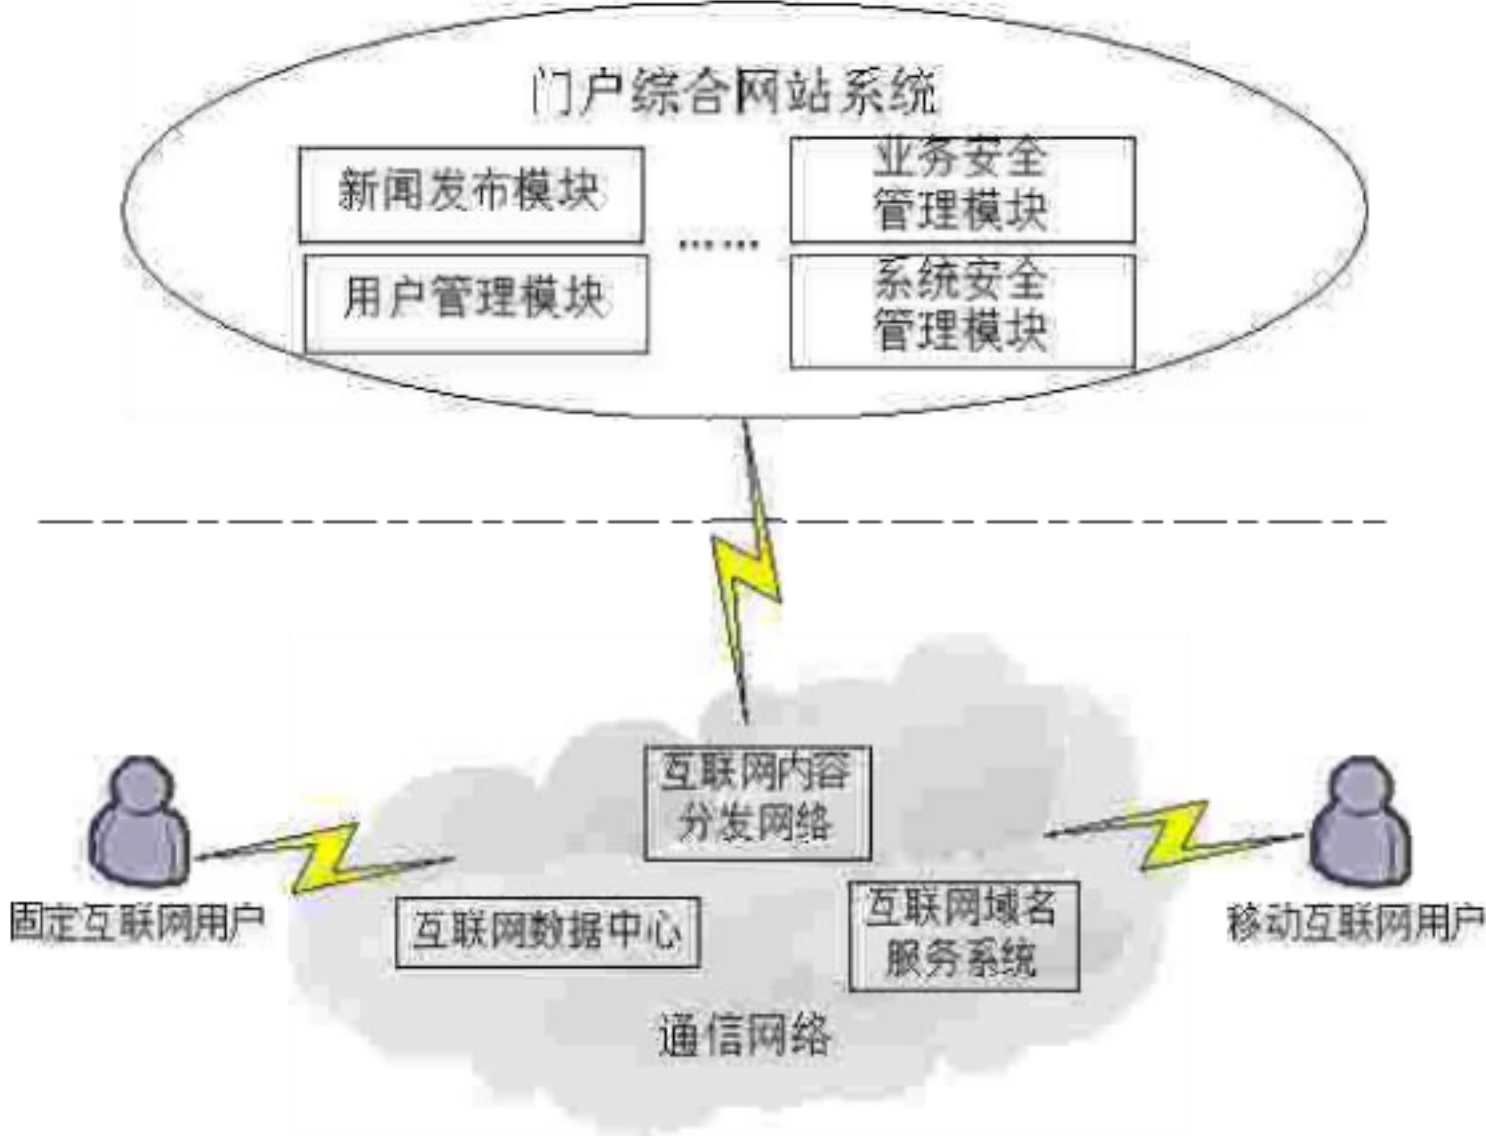 门户综合网站系统
新闻发布模块
业务安全
管理模块
……
用户管理模块
系统安全
管理模块
互联网内容
分发网络
固定互联网用户
互联网数据中心
互联网域名
服务系统
移动互联网用户
通信网络